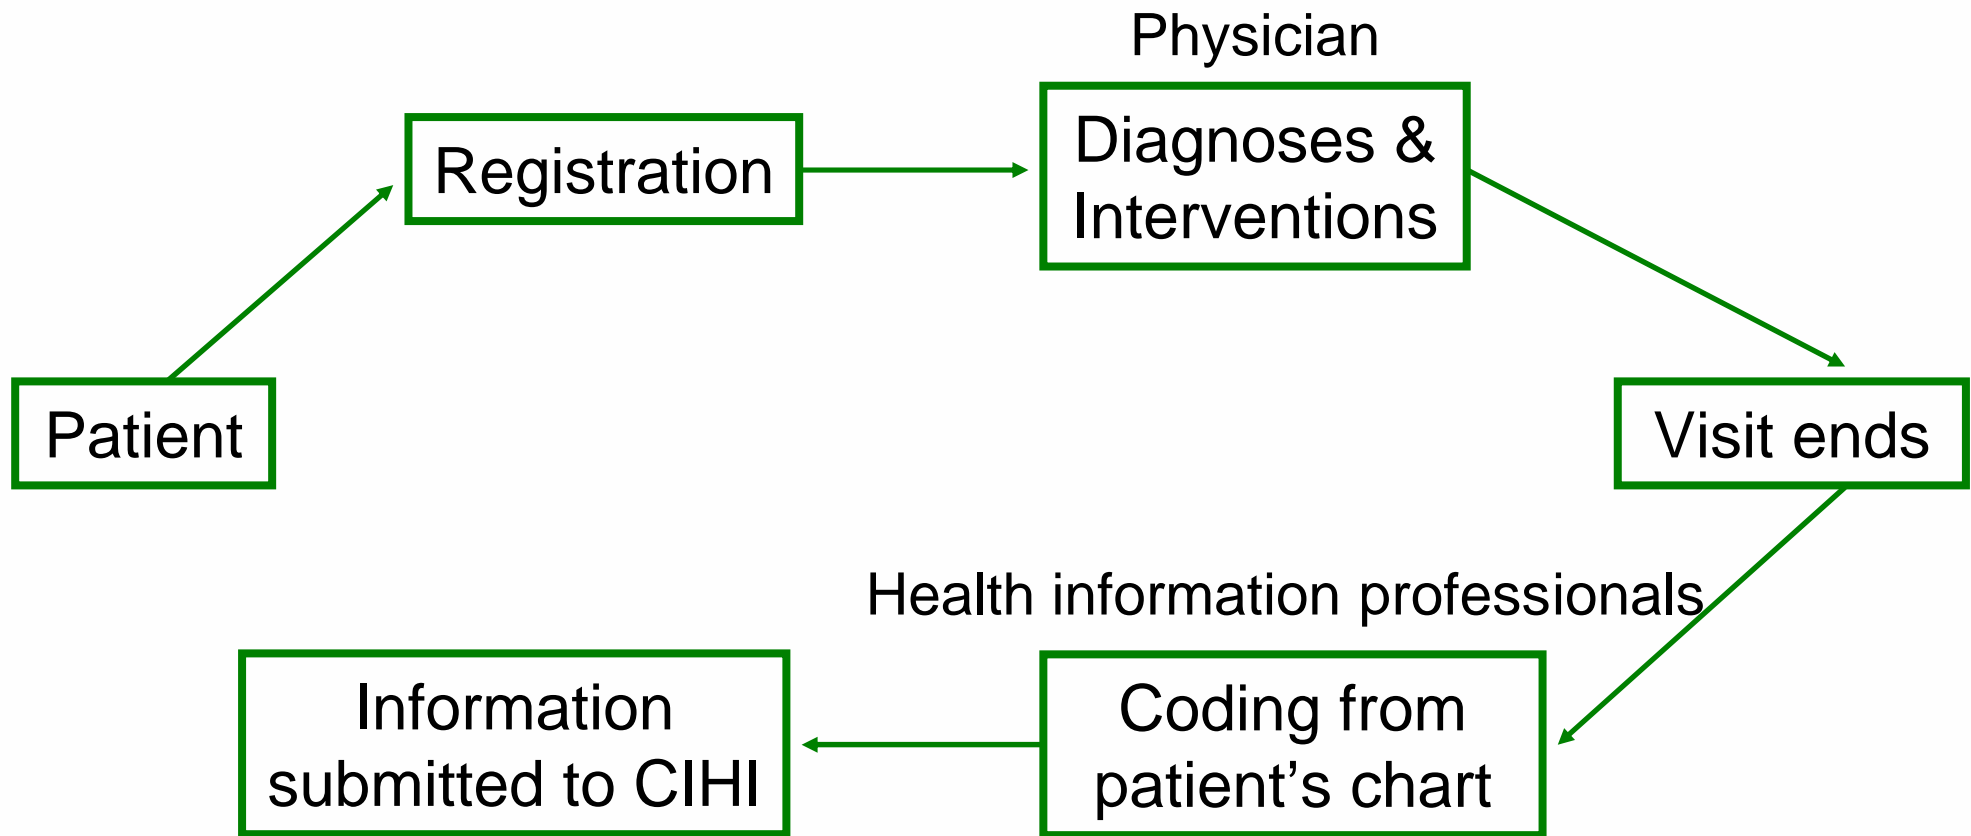 Physician
Registration
Diagnoses &
Interventions
Patient
Visit ends
Health information professionals
Coding from
patient’s chart
Information
submitted to CIHI